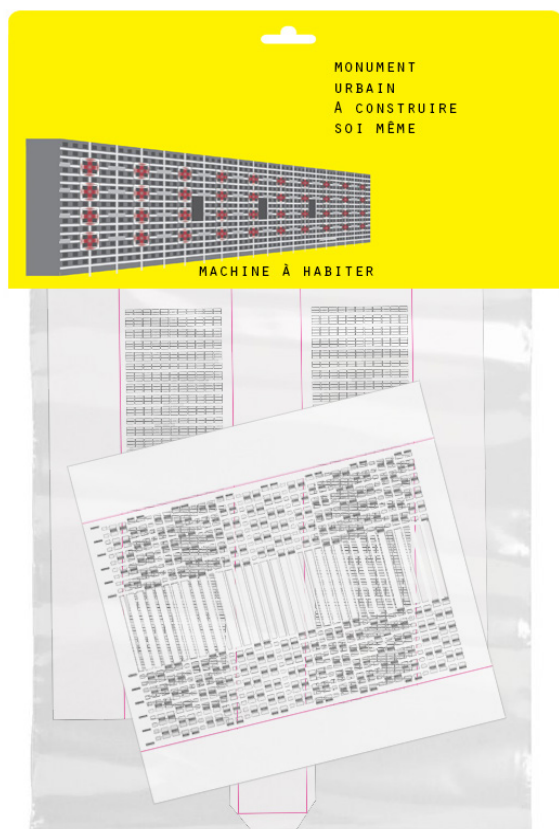 MONUMENT
URBAIN
A CONSTRUIRE
SOI MÊME
MACHINE À HABITER